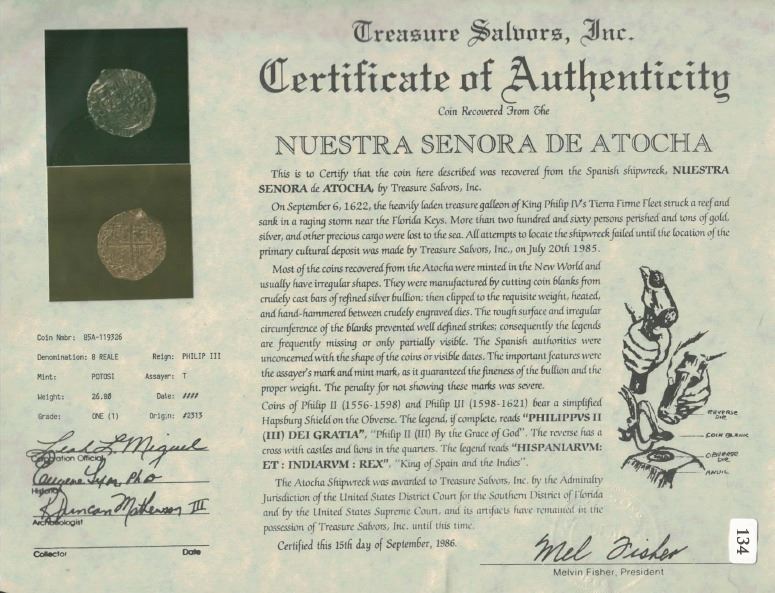 Treasure Salvors, Inc.
Certificate of Authenticity
Coin Recovered From The
NUESTRA SENORA DE ATOCHA
This is to Certify that the coin here described was recovered from the Spanish shipwreck, NUESTRA
SENORA de ATOCHA, by Treasure Salvors, Inc.
On September 6, 1622, the heavily laden treasure galleon of King Philip IV's Tierra Firme Fleet struck a reef and
sank in a raging storm near the Florida Keys. More than two hundred and sixty persons perished and tons of gold,
silver, and other precious cargo were lost to the sea. All attempts to locate the shipwreck failed until the location of the
primary cultural deposit was made by Treasure Salvors, Inc., on July 20th 1985.
Most of the coins recovered from the Atocha were minted in the New World and
usually have irregular shapes. They were manufactured by cutting coin blanks from
crudely cast bars of refined silver bullion; then clipped to the requisite weight, heated,
and hand-hammered between crudely engraved dies. The rough surface and irregular
circumference of the blanks prevented well defined strikes; consequently the legends
are frequently missing or only partially visible. The Spanish authorities were
unconcerned with the shape of the coins or visible dates. The important features were
the assayer's mark and mint mark, as it guaranteed the fineness of the bullion and the
proper weight. The penalty for not showing these marks was severe.
Coins of Philip II (1556-1598) and Philip III (1598-1621) bear a simplified
Hapsburg Shield on the Obverse. The legend, if complete, reads "PHILIPPVS II
(III) DEI GRATIA", "Philip II (III) By the Grace of God". The reverse has a
cross with castles and lions in the quarters. The legend reads "HISPANIARVM:
ET : INDIARVM : REX", "King of Spain and the Indies".
The Atocha Shipwreck was awarded to Treasure Salvors, Inc. by the Admiralty
Jurisdiction of the United States District Court for the Southern District of Florida
and by the United States Supreme Court, and its artifacts have remained in the
possession of Treasure Salvors, Inc. until this time.
Certified this 15th day of September, 1986.
Mel Fisher
Melvin Fisher, President
134
REVERSE DIE
COIN BLANK
OBVERSE DIE
ANVIL
Coin Nmbr: 85A-119326
Denomination: 8 REALE Reign: PHILIP III
Mint: POTOSI Assayer: T
Weight: 26.00 Date: ####
Grade: ONE (1) Origin: #2313
Leah L Miguel
Corporation Official
Eugene Lyon PhD
Historian
R Duncan Mathewson III
Archaeologist
Collector Date